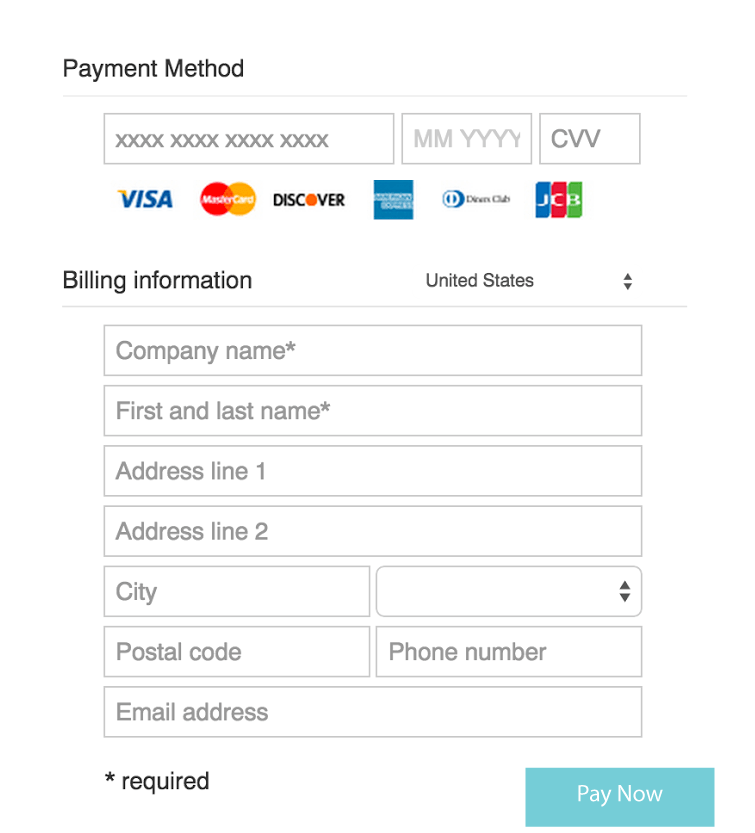 Payment Method
xxxx xxxx xxxx xxxx MM YYYY CVV
VISA MasterCard DISCOVER AMERICAN EXPRESS Diners Club JCB
Billing information United States
Company name*
First and last name*
Address line 1
Address line 2
City
Postal code Phone number
Email address
* required
Pay Now